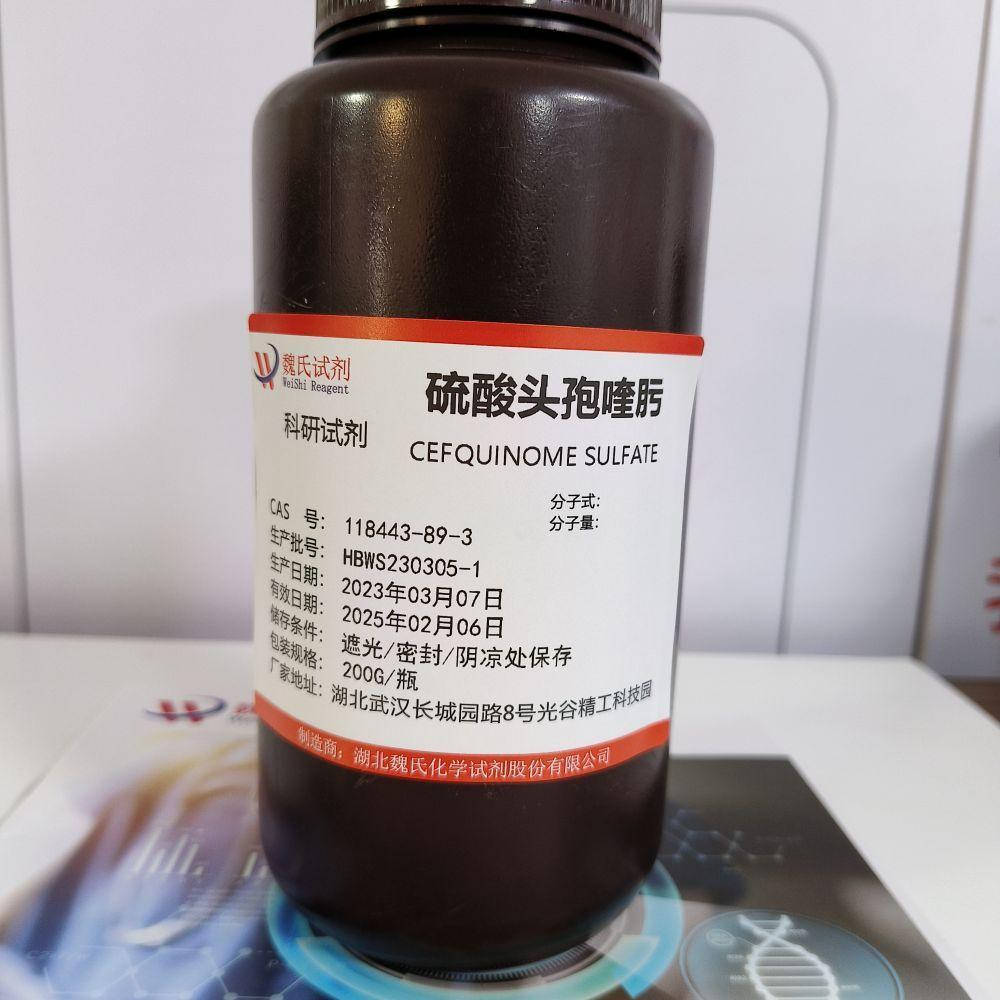 魏氏试剂
WeiShi Reagent
科研试剂
硫酸头孢喹肟
CEFQUINOME SULFATE
分子式:
分子量:
CAS 号: 118443-89-3
生产批号: HBWS230305-1
生产日期: 2023年03月07日
有效日期: 2025年02月06日
储存条件: 遮光/密封/阴凉处保存
包装规格: 200G/瓶
厂家地址: 湖北武汉长城园路8号光谷精工科技园
制造商: 湖北魏氏化学试剂股份有限公司